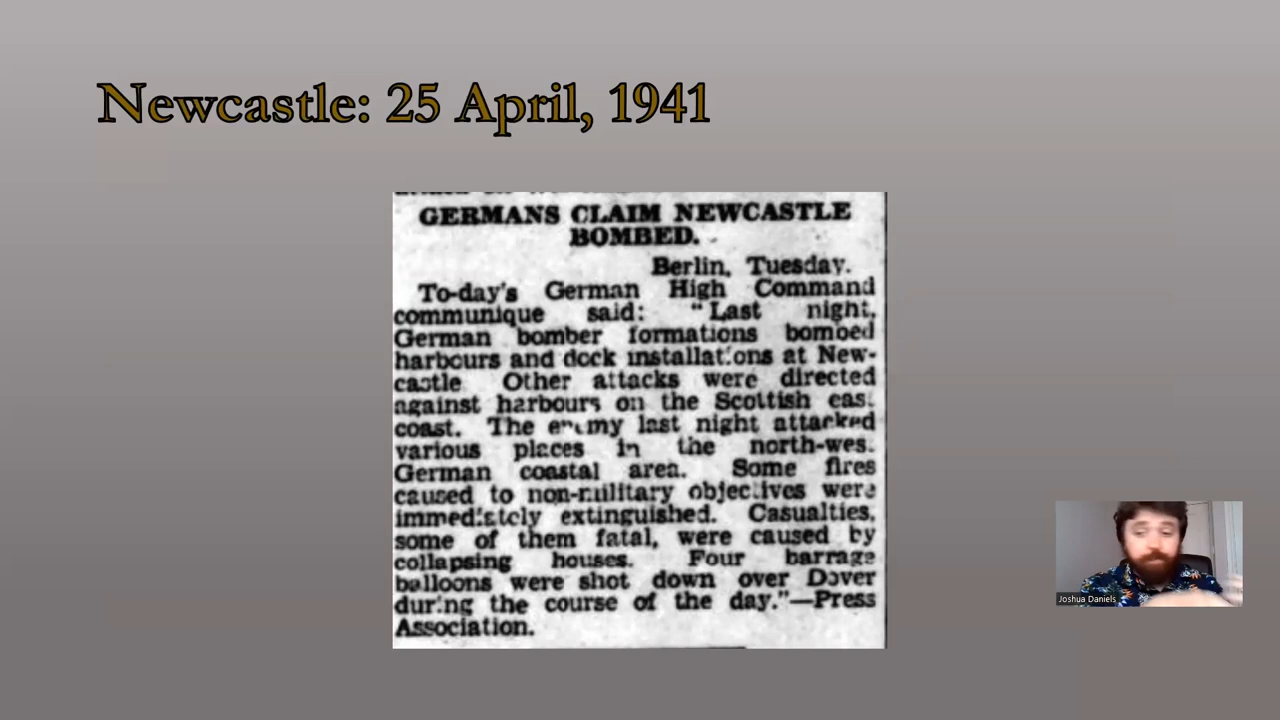 Newcastle: 25 April, 1941
GERMANS CLAIM NEWCASTLE
BOMBED.
Berlin, Tuesday.
To-day's German High Command
communique said: "Last night,
German bomber formations bombed
harbours and dock installations at New-
castle Other attacks were directed
against harbours on the Scottish east
coast. The enemy last night attacked
various places in the north-west
German coastal area. Some fires
caused to non-military objectives were
immediately extinguished. Casualties,
some of them fatal, were caused by
collapsing houses. Four barrage
balloons were shot down over Dover
during the course of the day."—Press
Association.
Joshua Daniels